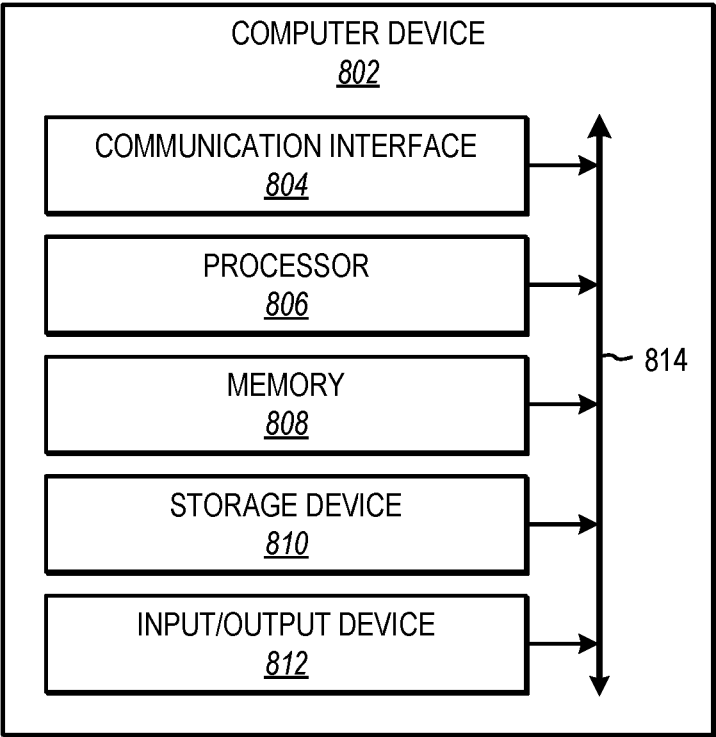 COMPUTER DEVICE
802
COMMUNICATION INTERFACE
804
PROCESSOR
806
MEMORY
808
814
STORAGE DEVICE
810
INPUT/OUTPUT DEVICE
812